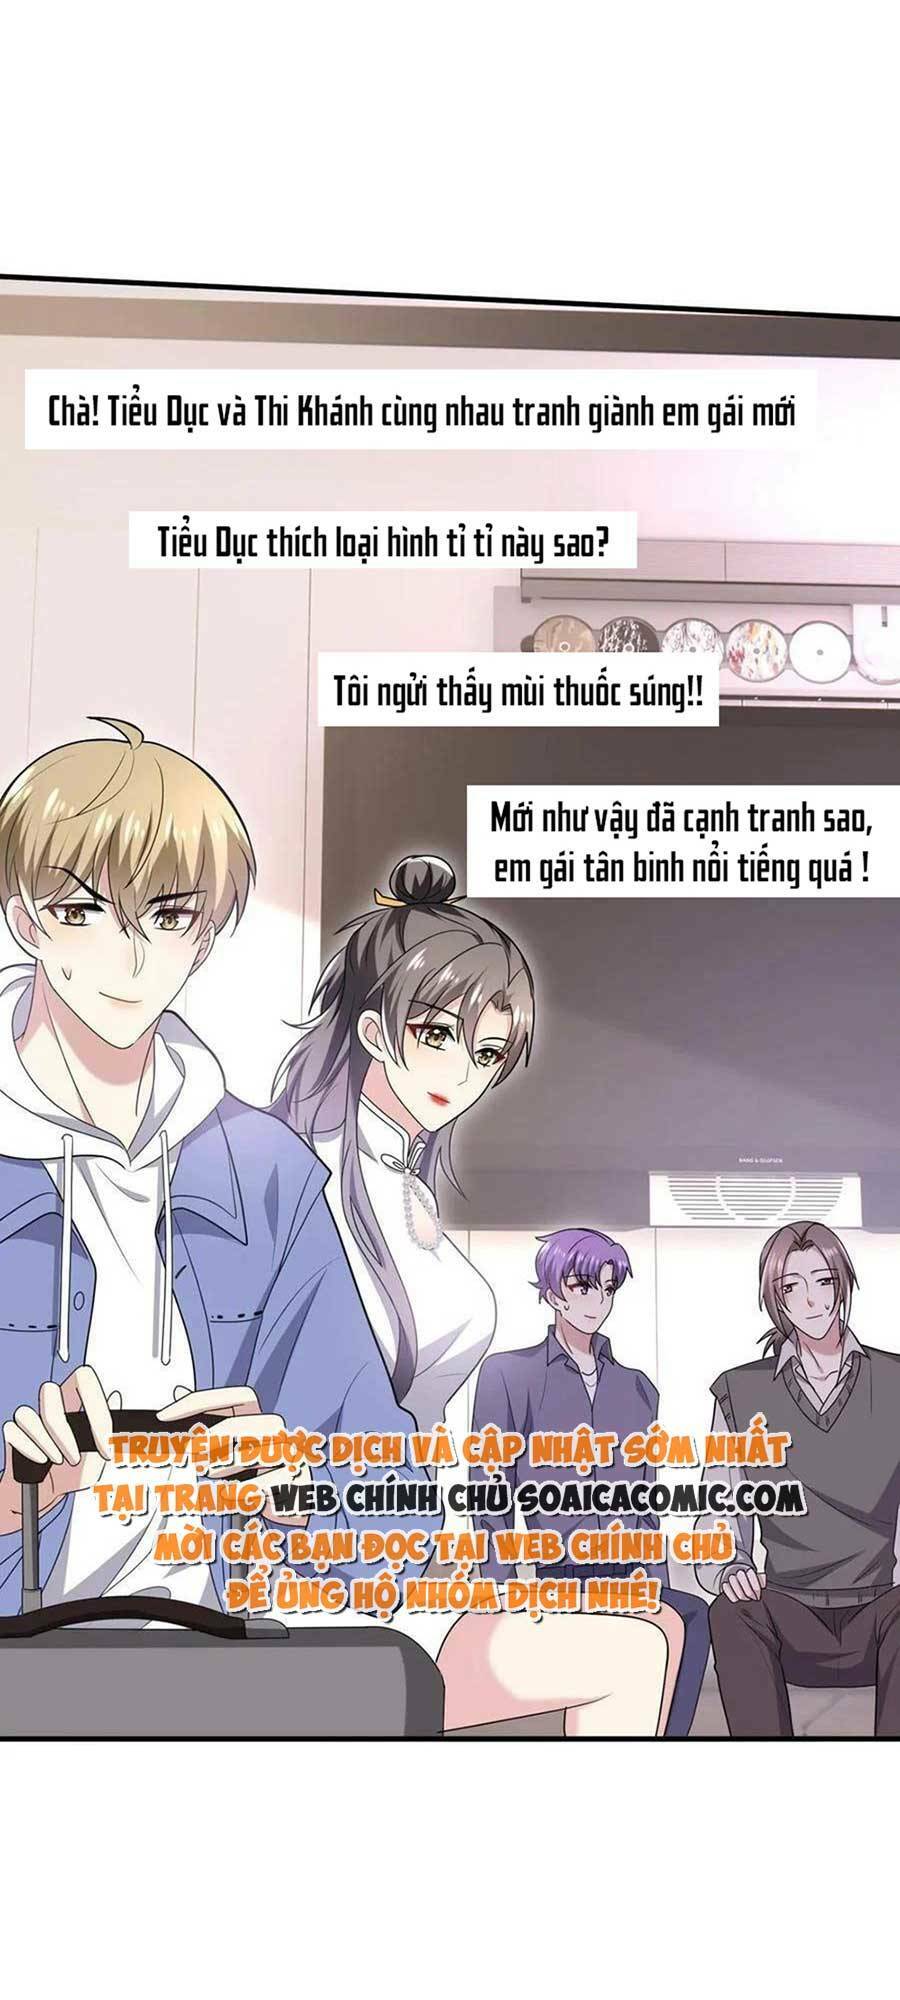 Chà! Tiểu Dục và Thi Khánh cùng nhau tranh giành em gái mới
Tiểu Dục thích loại hình tỉ tỉ này sao?
Tôi ngửi thấy mùi thuốc súng!!
Mới như vậy đã cạnh tranh sao,
em gái tân binh nổi tiếng quá !
BANG & OLUFSEN
TRUYỆN ĐƯỢC DỊCH VÀ CẬP NHẬT SỚM NHẤT
TẠI TRANG WEB CHÍNH CHỦ SOAICACOMIC.COM
MỜI CÁC BẠN ĐỌC TẠI WEB CHÍNH CHỦ
ĐỂ ỦNG HỘ NHÓM DỊCH NHÉ!